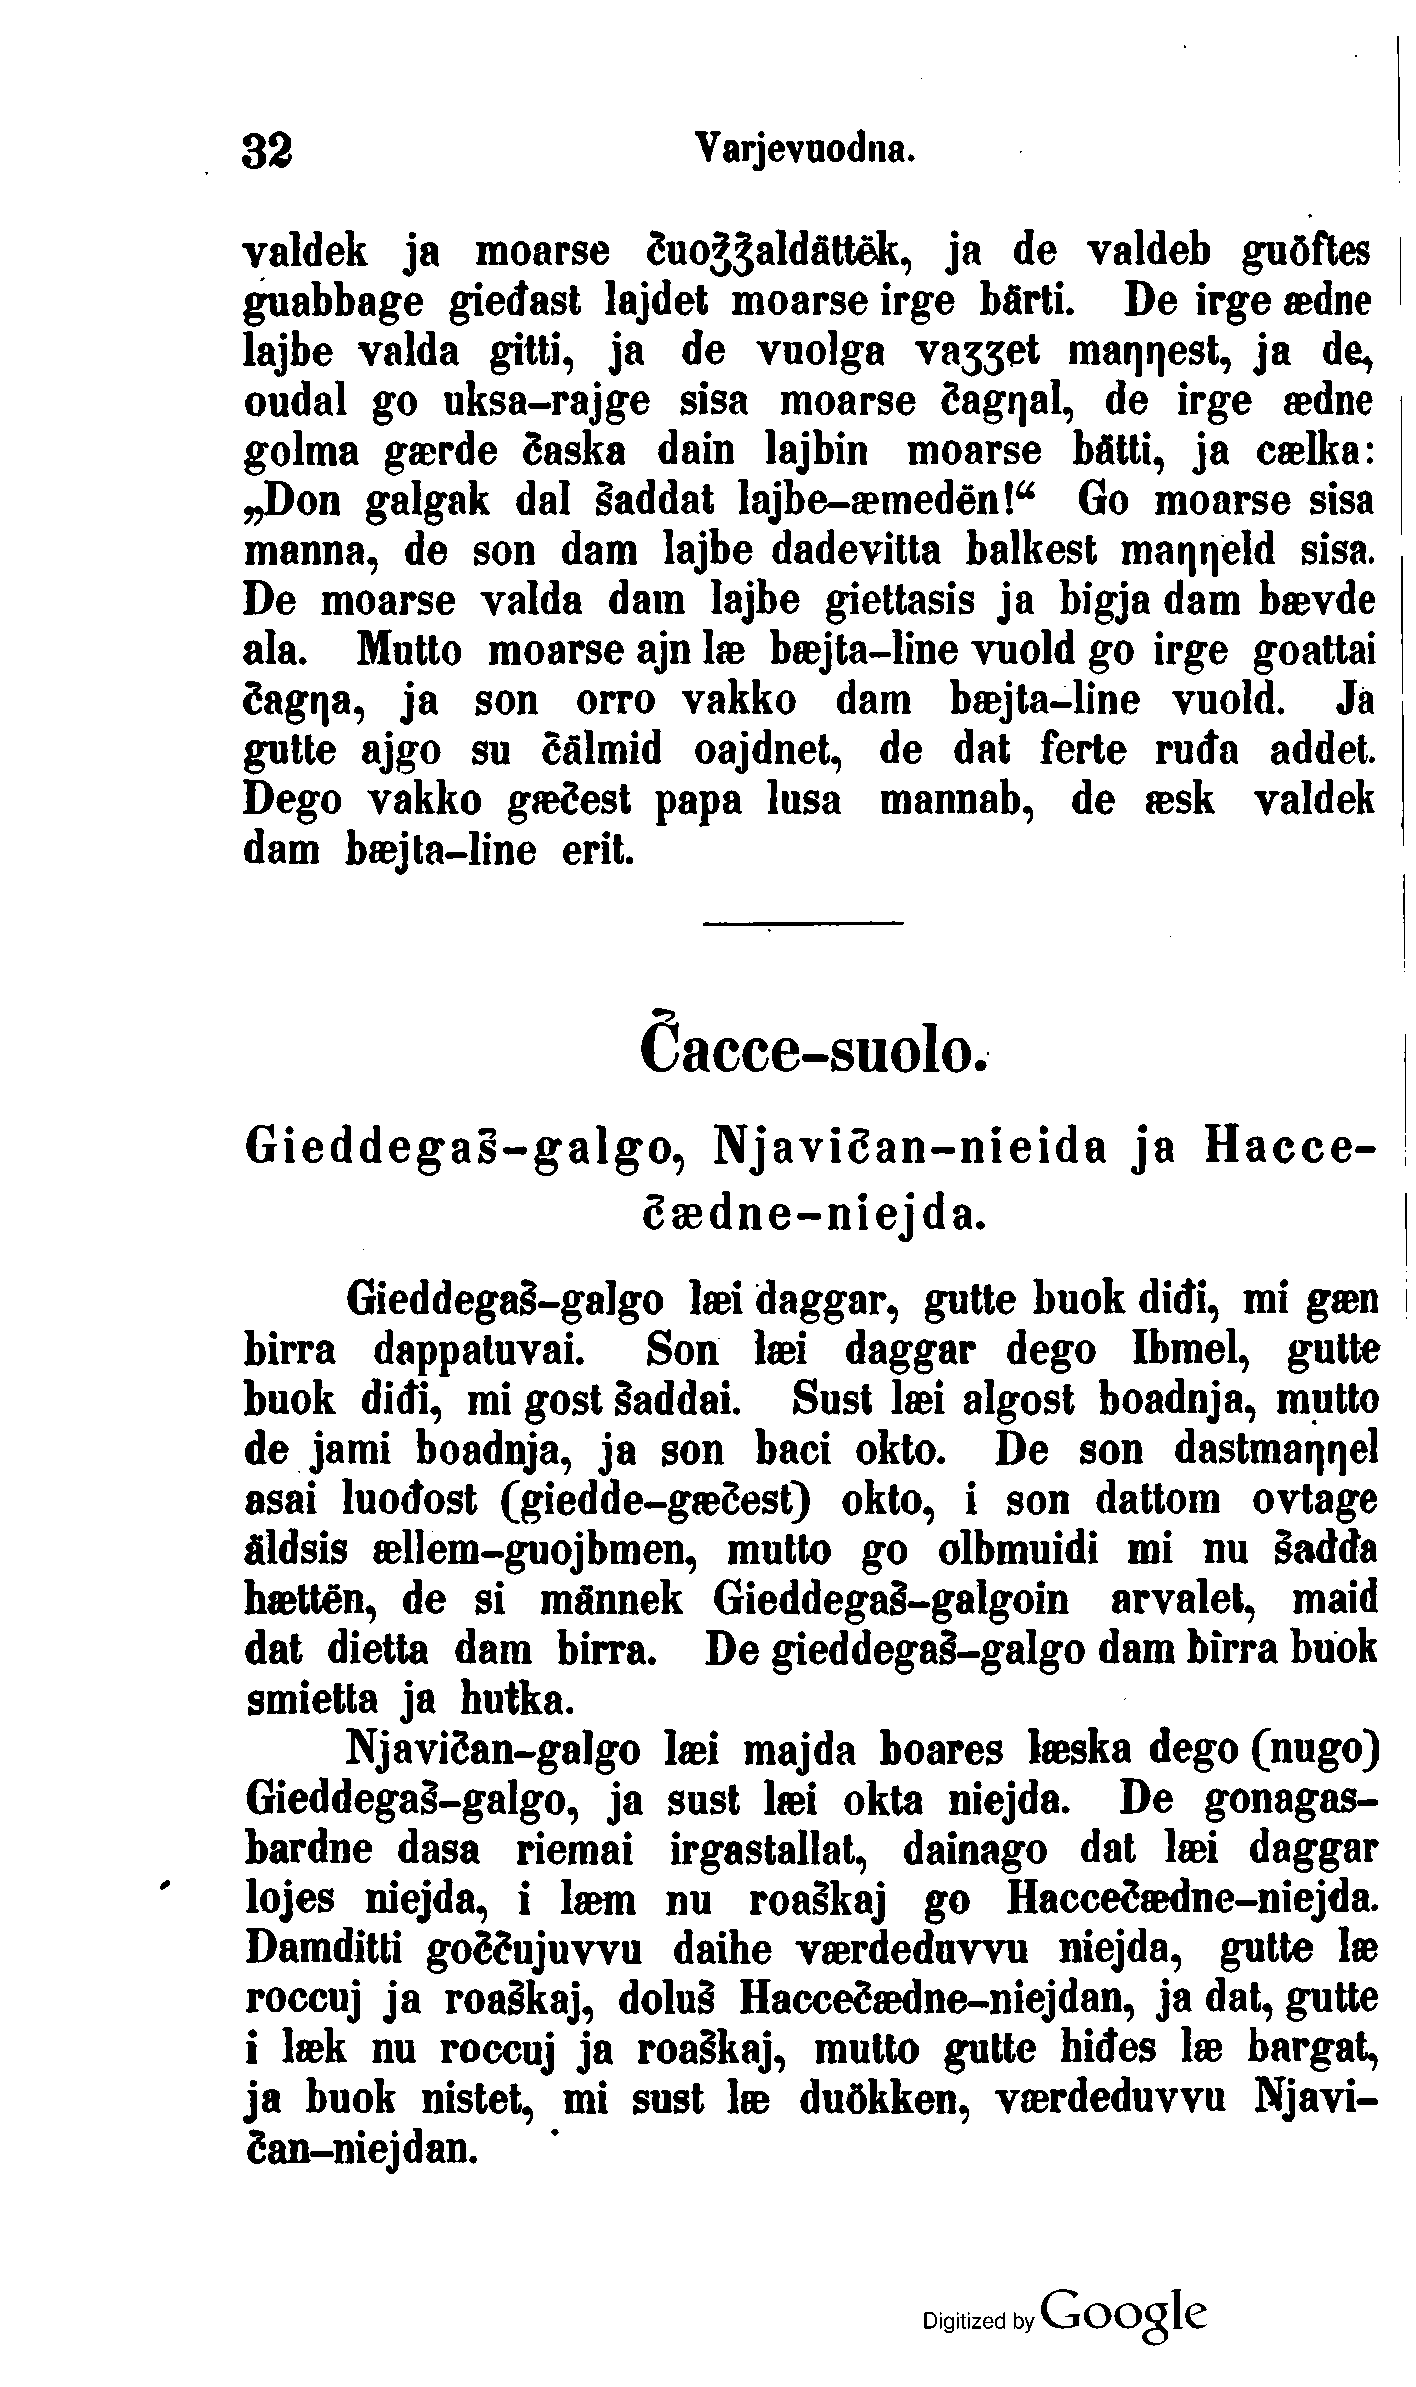 32 Varjevuodna.
valdek ja moarse čuoǯǯaldättëk, ja de valdeb guöftes
guabbage gieđast lajdet moarse irge bärti. De irge ædne
lajbe valda gitti, ja de vuolga vaʒʒet maŋŋest, ja de,
oudal go uksa-rajge sisa moarse čagŋal, de irge ædne
golma gærde časka dain lajbin moarse bätti, ja cælka:
„Don galgak dal šaddat lajbe-æmedën!“ Go moarse sisa
manna, de son dam lajbe dadevitta balkest maŋŋeld sisa.
De moarse valda dam lajbe giettasis ja bigja dam bævde
ala. Mutto moarse ajn læ bæjta-line vuold go irge goattai
čagŋa, ja son orro vakko dam bæjta-line vuold. Ja
gutte ajgo su čälmid oajdnet, de dat ferte ruđa addet.
Dego vakko gæčest papa lusa mannab, de æsk valdek
dam bæjta-line erit.
Čacce-suolo.
Gieddegaš-galgo, Njavičan-nieida ja Hacce-
čædne-niejda.
Gieddegaš-galgo læi daggar, gutte buok điđi, mi gæn
birra dappatuvai. Son læi daggar dego Ibmel, gutte
buok điđi, mi gost šaddai. Sust læi algost boadnja, mutto
de jami boadnja, ja son baci okto. De son dastmaŋŋel
asai luođost (giedde-gæčest) okto, i son dattom ovtage
äldsis ællem-guojbmen, mutto go olbmuidi mi nu šađđa
hættën, de si männek Gieddegaš-galgoin arvalet, maid
dat dietta dam birra. De gieddegaš-galgo dam birra buok
smietta ja hutka.
Njavičan-galgo læi majda boares læska dego (nugo)
Gieddegaš-galgo, ja sust læi okta niejda. De gonagas-
bardne dasa riemai irgastallat, dainago dat læi daggar
lojes niejda, i læm nu roaškaj go Haccečædne-niejda.
Damditti goččujuvvu daihe værdeduvvu niejda, gutte læ
roccuj ja roaškaj, doluš Haccečædne-niejdan, ja dat, gutte
i læk nu roccuj ja roaškaj, mutto gutte hiđes læ bargat,
ja buok nistet, mi sust læ duökken, værdeduvvu Njavi-
čan-niejdan.
Digitized by Google